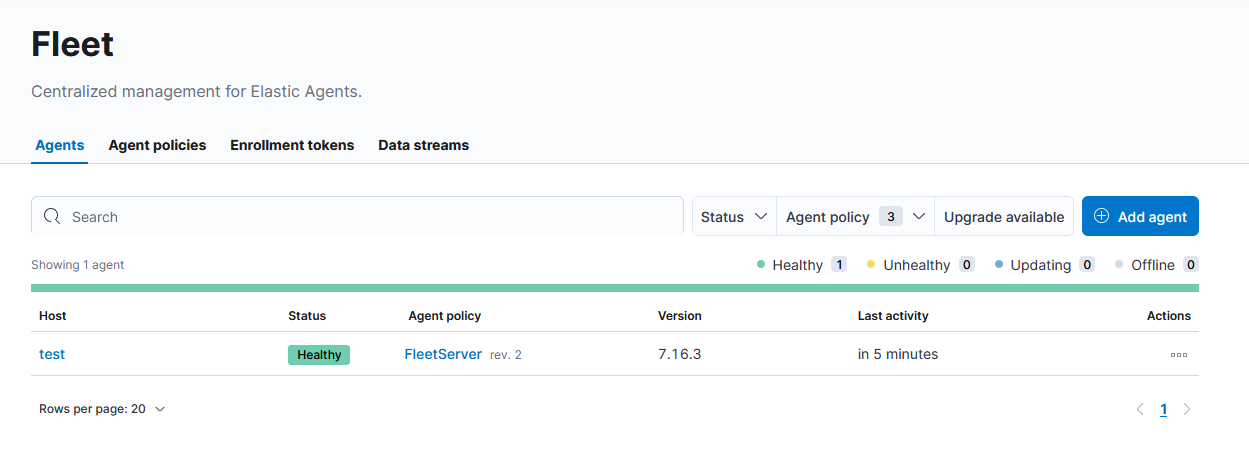 Fleet
Centralized management for Elastic Agents.
Agents Agent policies Enrollment tokens Data streams
Search Status Agent policy 3 Upgrade available Add agent
Showing 1 agent Healthy 1 Unhealthy 0 Updating 0 Offline 0
Host Status Agent policy Version Last activity Actions
test Healthy FleetServer rev. 2 7.16.3 in 5 minutes
Rows per page: 20 1